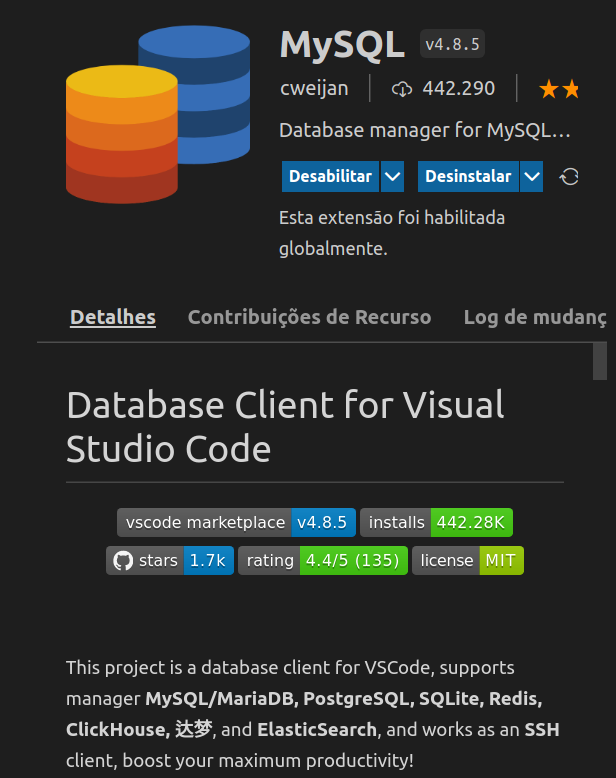 MySQL v4.8.5
cweijan 442.290
Database manager for MySQL...
Desabilitar Desinstalar
Esta extensão foi habilitada
globalmente.
Detalhes Contribuições de Recurso Log de mudanç
Database Client for Visual
Studio Code
vscode marketplace v4.8.5 installs 442.28K
stars 1.7k rating 4.4/5 (135) license MIT
This project is a database client for VSCode, supports
manager MySQL/MariaDB, PostgreSQL, SQLite, Redis,
ClickHouse, 达梦, and ElasticSearch, and works as an SSH
client, boost your maximum productivity!